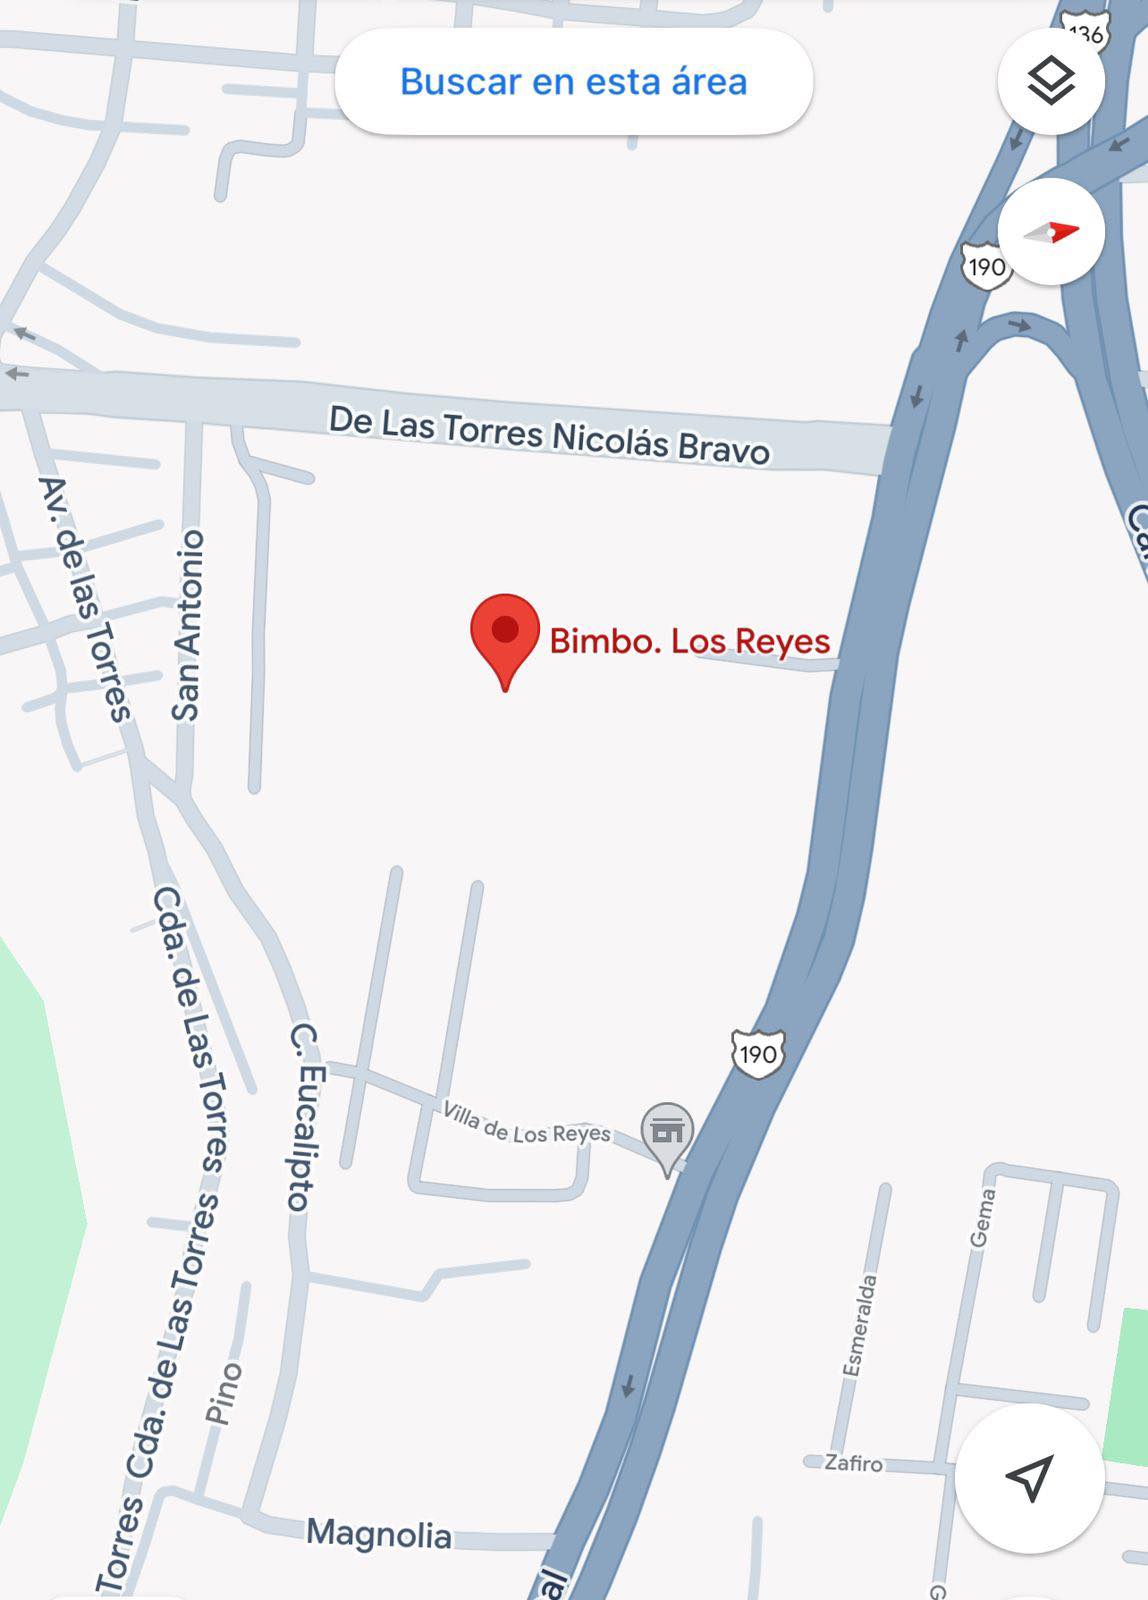 136
Buscar en esta área
190
De Las Torres Nicolás Bravo
Av. de las Torres
San Antonio
Bimbo. Los Reyes
Cda. de Las Torres
C. Eucalipto
190
Villa de Los Reyes
Gema
Esmeralda
Cda. de Las Torres
Pino
Zafiro
Torres
Magnolia
al
G